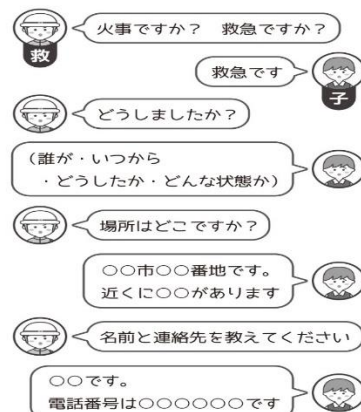 火事ですか？　救急ですか？
救
救急です
子
どうしましたか？
（誰が・いつから
・どうしたか・どんな状態か）
場所はどこですか？
○○市○○番地です。
近くに○○があります
名前と連絡先を教えてください
○○です。
電話番号は○○○○○○です